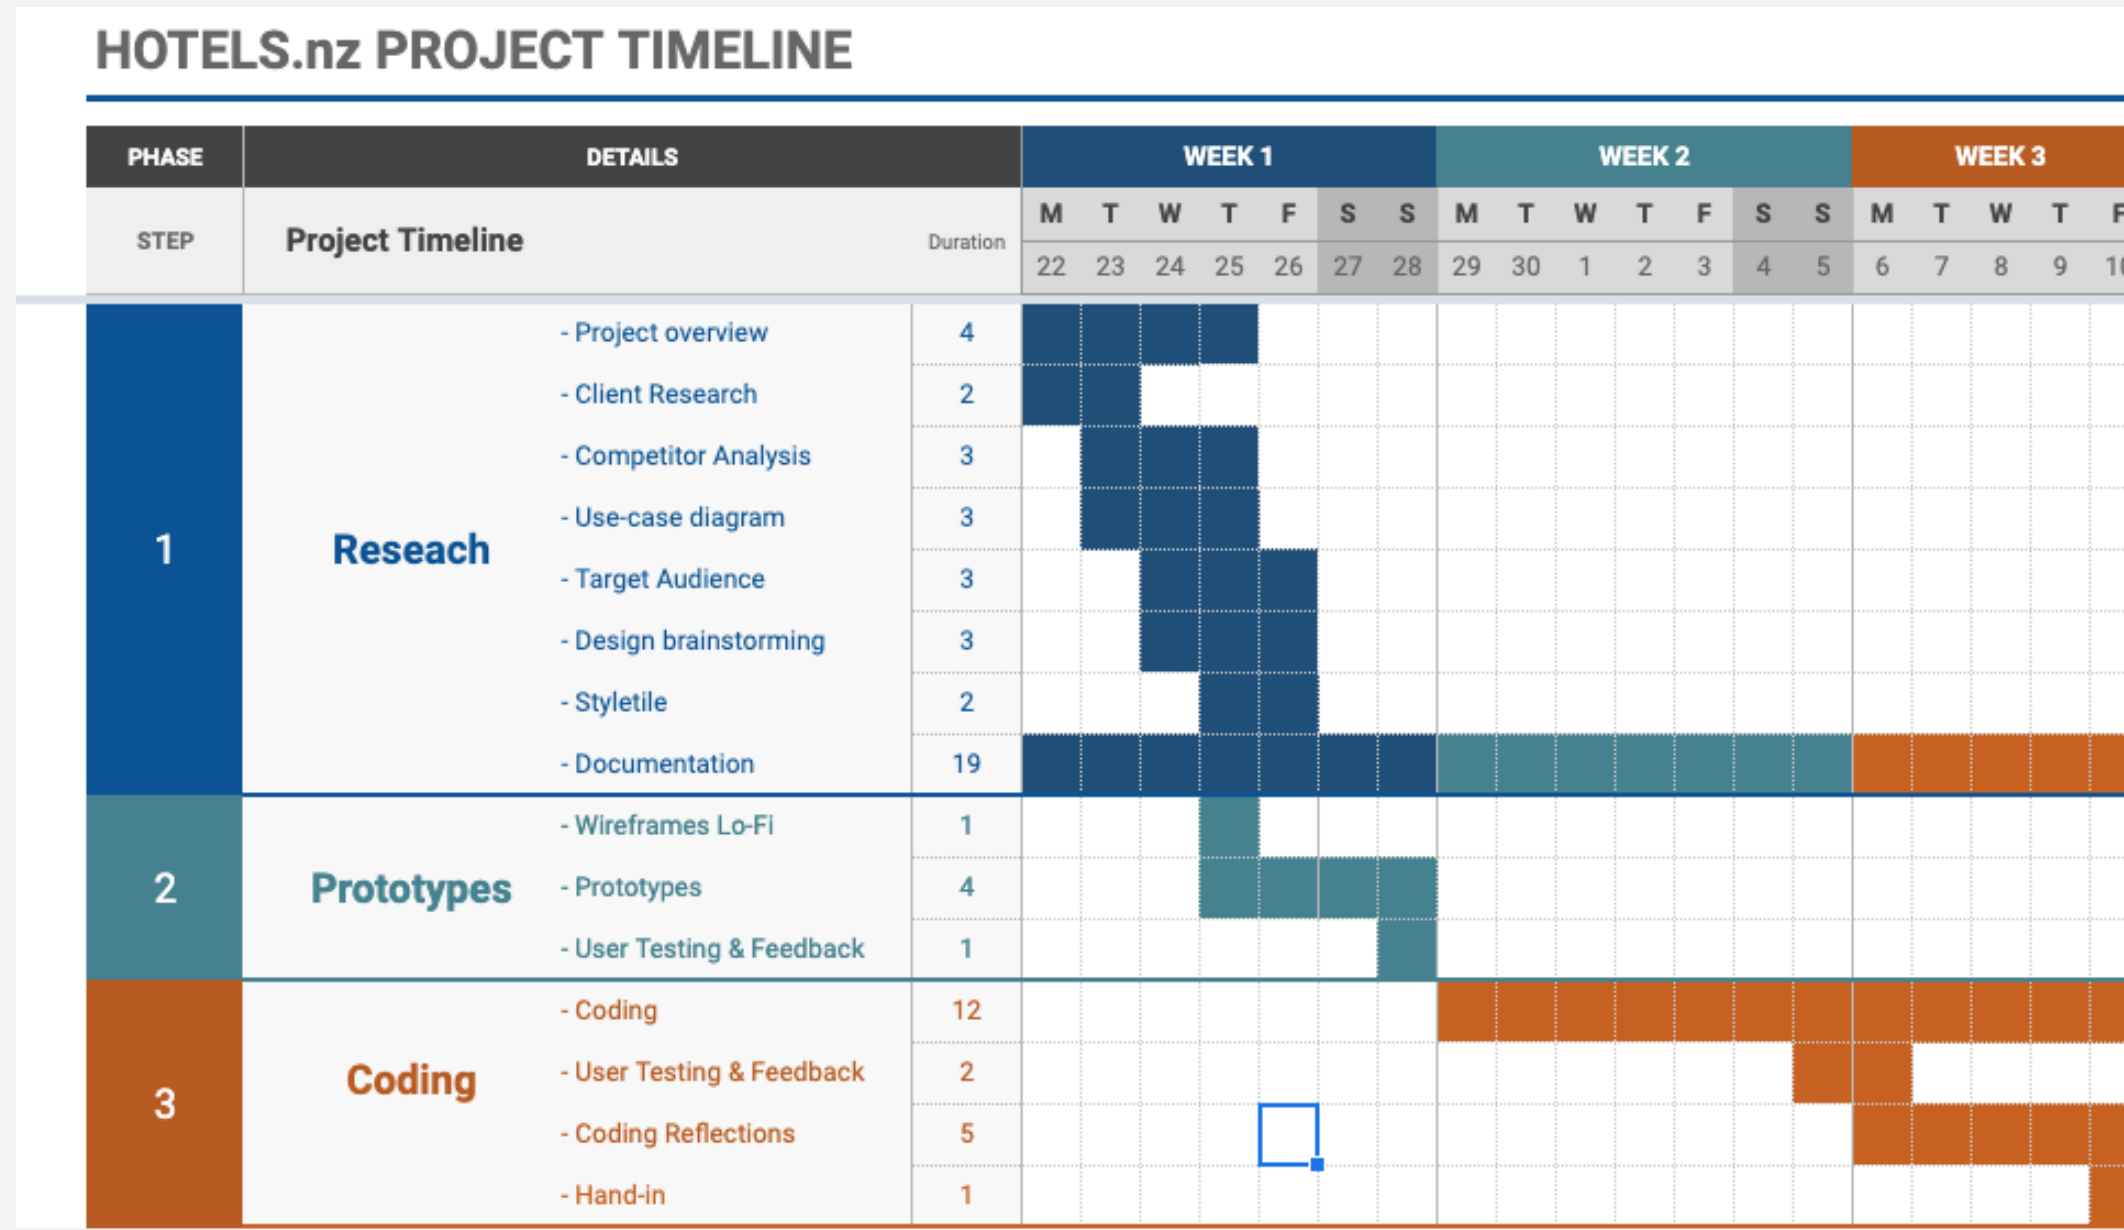 HOTELS.nz PROJECT TIMELINE
PHASE DETAILS WEEK 1 WEEK 2 WEEK 3
M T W T F S S M T W T F S S M T W T F
STEP Project Timeline Duration
22 23 24 25 26 27 28 29 30 1 2 3 4 5 6 7 8 9 10
- Project overview 4
- Client Research 2
- Competitor Analysis 3
- Use-case diagram 3
1 Reseach
- Target Audience 3
- Design brainstorming 3
- Styletile 2
- Documentation 19
- Wireframes Lo-Fi 1
2 Prototypes - Prototypes 4
- User Testing & Feedback 1
- Coding 12
Coding - User Testing & Feedback 2
3
- Coding Reflections 5
- Hand-in 1